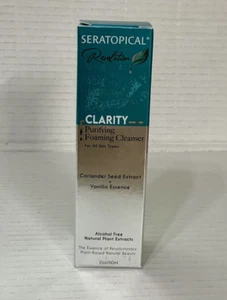 SERATOPICAL
Revolution
CLARITY
Purifying
Foaming Cleanser
For All Skin Types
Coriander Seed Extract
+
Vanilla Essence
Alcohol Free
Natural Plant Extracts
The Essence of Revolutionary
Plant-Based Natural Beauty